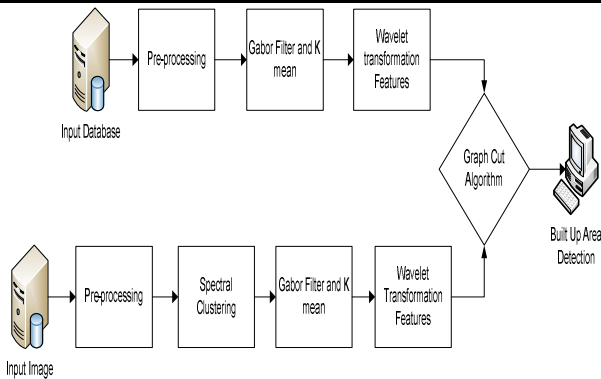 Input Database
Pre-processing
Gabor Filter and K
mean
Wavelet
transformation
Features
Graph Cut
Algorithm
Built Up Area
Detection
Input Image
Pre-processing
Spectral
Clustering
Gabor Filter and K
mean
Wavelet
Transformation
Features